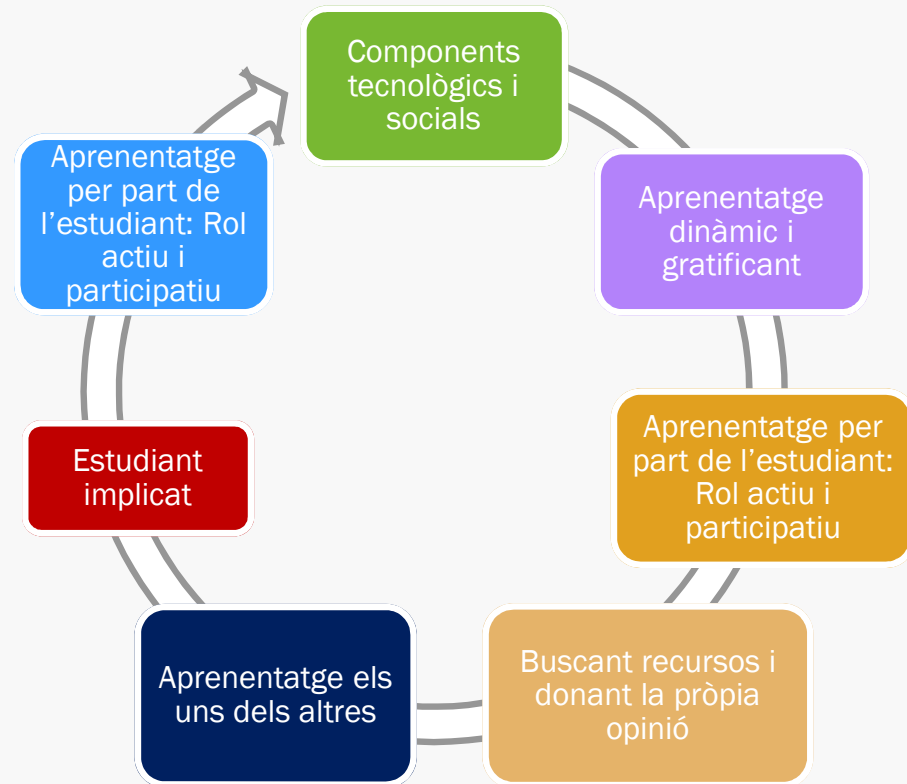 Components
tecnològics i
socials
Aprenentatge
dinàmic i
gratificant
Aprenentatge per
part de l’estudiant:
Rol actiu i
participatiu
Buscant recursos i
donant la pròpia
opinió
Aprenentatge els
uns dels altres
Estudiant
implicat
Aprenentatge
per part de
l’estudiant: Rol
actiu i
participatiu